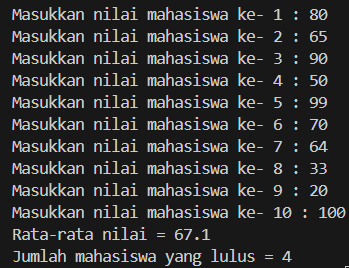 Masukkan nilai mahasiswa ke- 1 : 80
Masukkan nilai mahasiswa ke- 2 : 65
Masukkan nilai mahasiswa ke- 3 : 90
Masukkan nilai mahasiswa ke- 4 : 50
Masukkan nilai mahasiswa ke- 5 : 99
Masukkan nilai mahasiswa ke- 6 : 70
Masukkan nilai mahasiswa ke- 7 : 64
Masukkan nilai mahasiswa ke- 8 : 33
Masukkan nilai mahasiswa ke- 9 : 20
Masukkan nilai mahasiswa ke- 10 : 100
Rata-rata nilai = 67.1
Jumlah mahasiswa yang lulus = 4